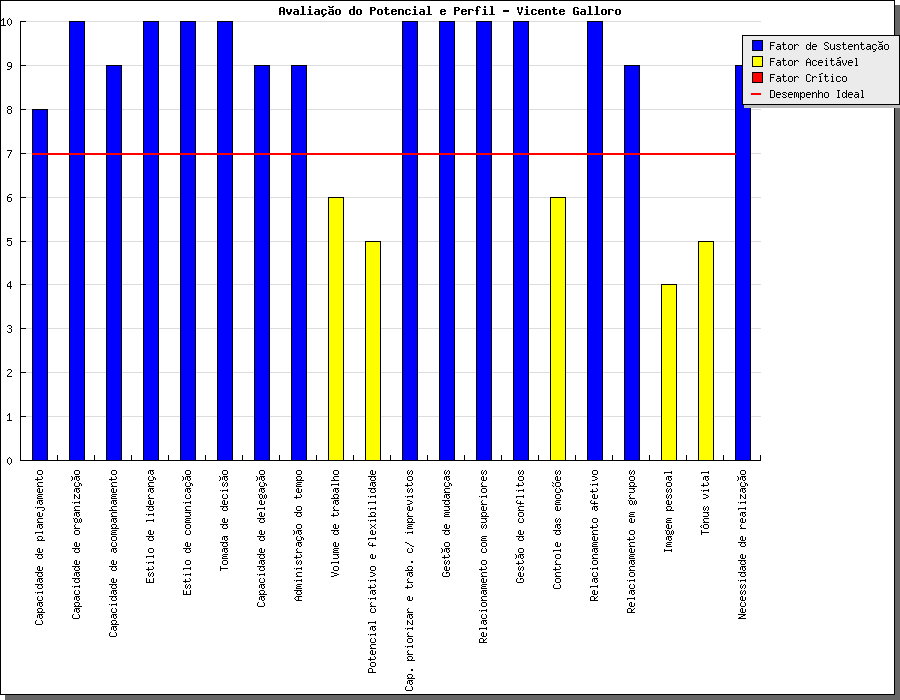 Avaliação do Potencial e Perfil - Vicente Galloro
Fator de Sustentação
Fator Aceitável
Fator Crítico
Desempenho Ideal
10
9
8
7
6
5
4
3
2
1
0
Capacidade de planejamento
Capacidade de organização
Capacidade de acompanhamento
Estilo de liderança
Estilo de comunicação
Tomada de decisão
Capacidade de delegação
Administração do tempo
Volume de trabalho
Potencial criativo e flexibilidade
Cap. priorizar e trab. c/ imprevistos
Gestão de mudanças
Relacionamento com superiores
Gestão de conflitos
Controle das emoções
Relacionamento afetivo
Relacionamento em grupos
Imagem pessoal
Tônus vital
Necessidade de realização